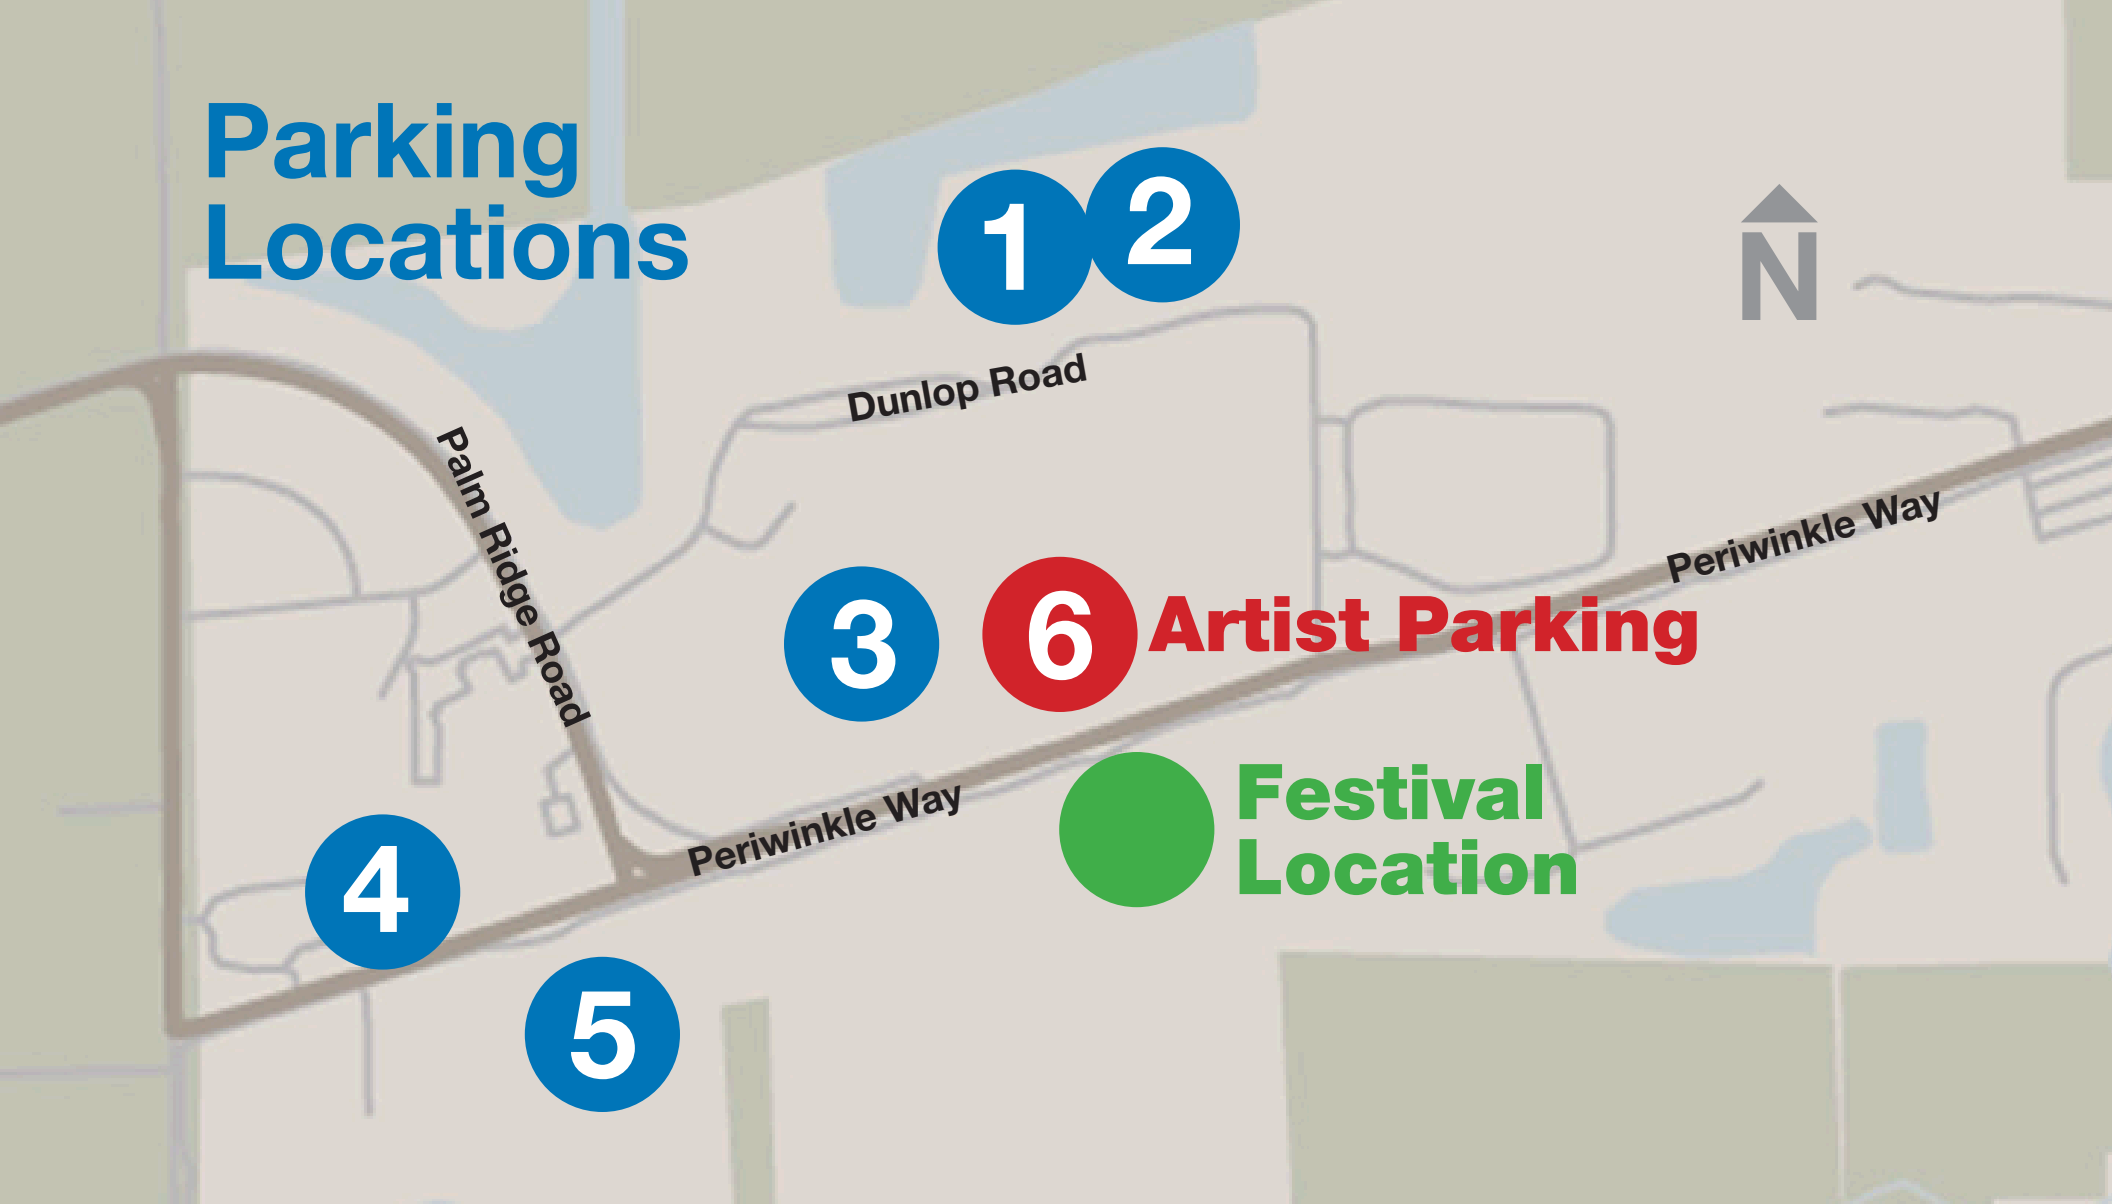 Parking
Locations
1
2
N
Dunlop Road
Palm Ridge Road
Periwinkle Way
3
6
Artist Parking
Festival
Location
Periwinkle Way
4
5